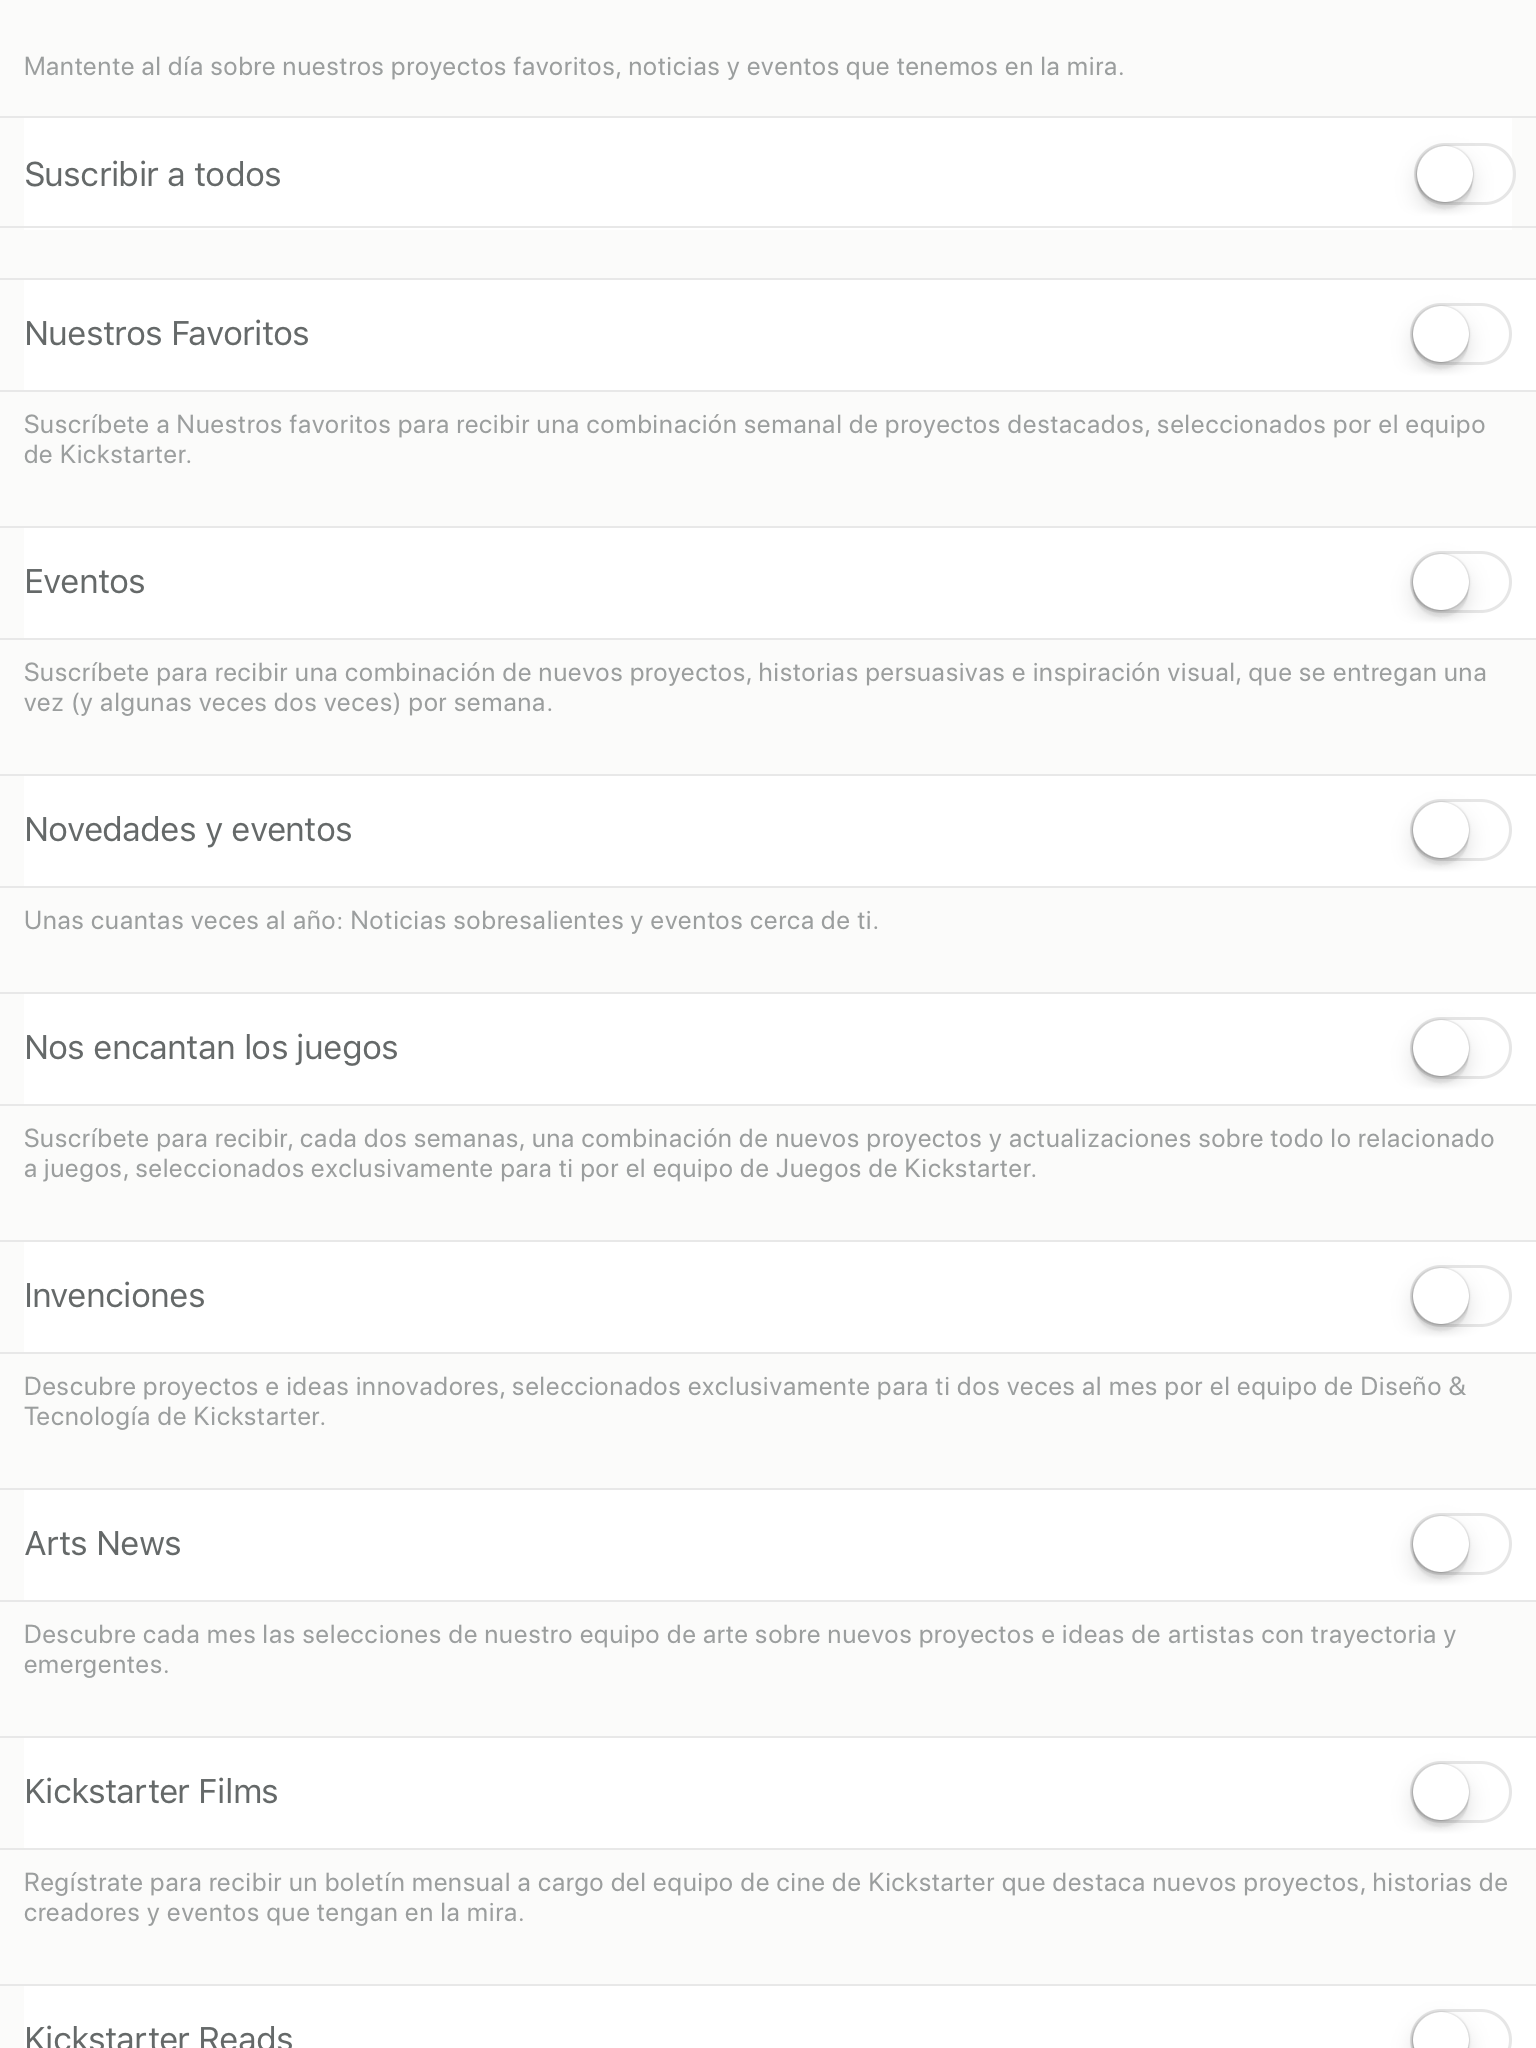 Mantente al día sobre nuestros proyectos favoritos, noticias y eventos que tenemos en la mira.
Suscribir a todos
Nuestros Favoritos
Suscríbete a Nuestros favoritos para recibir una combinación semanal de proyectos destacados, seleccionados por el equipo
de Kickstarter.
Eventos
Suscríbete para recibir una combinación de nuevos proyectos, historias persuasivas e inspiración visual, que se entregan una
vez (y algunas veces dos veces) por semana.
Novedades y eventos
Unas cuantas veces al año: Noticias sobresalientes y eventos cerca de ti.
Nos encantan los juegos
Suscríbete para recibir, cada dos semanas, una combinación de nuevos proyectos y actualizaciones sobre todo lo relacionado
a juegos, seleccionados exclusivamente para ti por el equipo de Juegos de Kickstarter.
Invenciones
Descubre proyectos e ideas innovadores, seleccionados exclusivamente para ti dos veces al mes por el equipo de Diseño &
Tecnología de Kickstarter.
Arts News
Descubre cada mes las selecciones de nuestro equipo de arte sobre nuevos proyectos e ideas de artistas con trayectoria y
emergentes.
Kickstarter Films
Regístrate para recibir un boletín mensual a cargo del equipo de cine de Kickstarter que destaca nuevos proyectos, historias de
creadores y eventos que tengan en la mira.
Kickstarter Reads